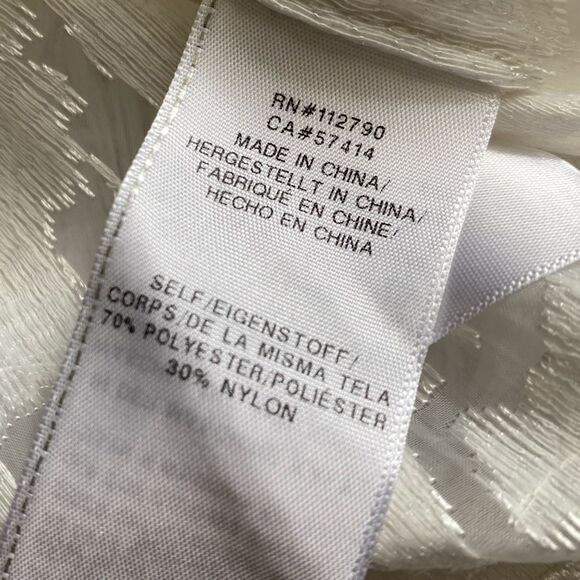 RN#112790
CA#57414
MADE IN CHINA/
HERGESTELLT IN CHINA/
FABRIQUÉ EN CHINE/
HECHO EN CHINA
SELF/EIGENSTOFF/
CORPS/DE LA MISMA TELA
70% POLYESTER/POLIÉSTER
30% NYLON